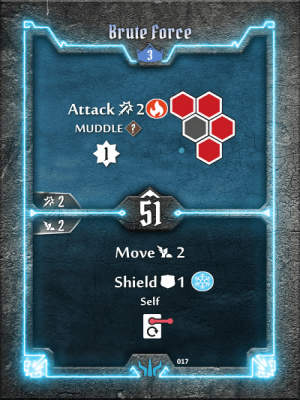 Brute Force
3
Attack 2
MUDDLE ?
1
2
51
2
Move 2
Shield 1
Self
017